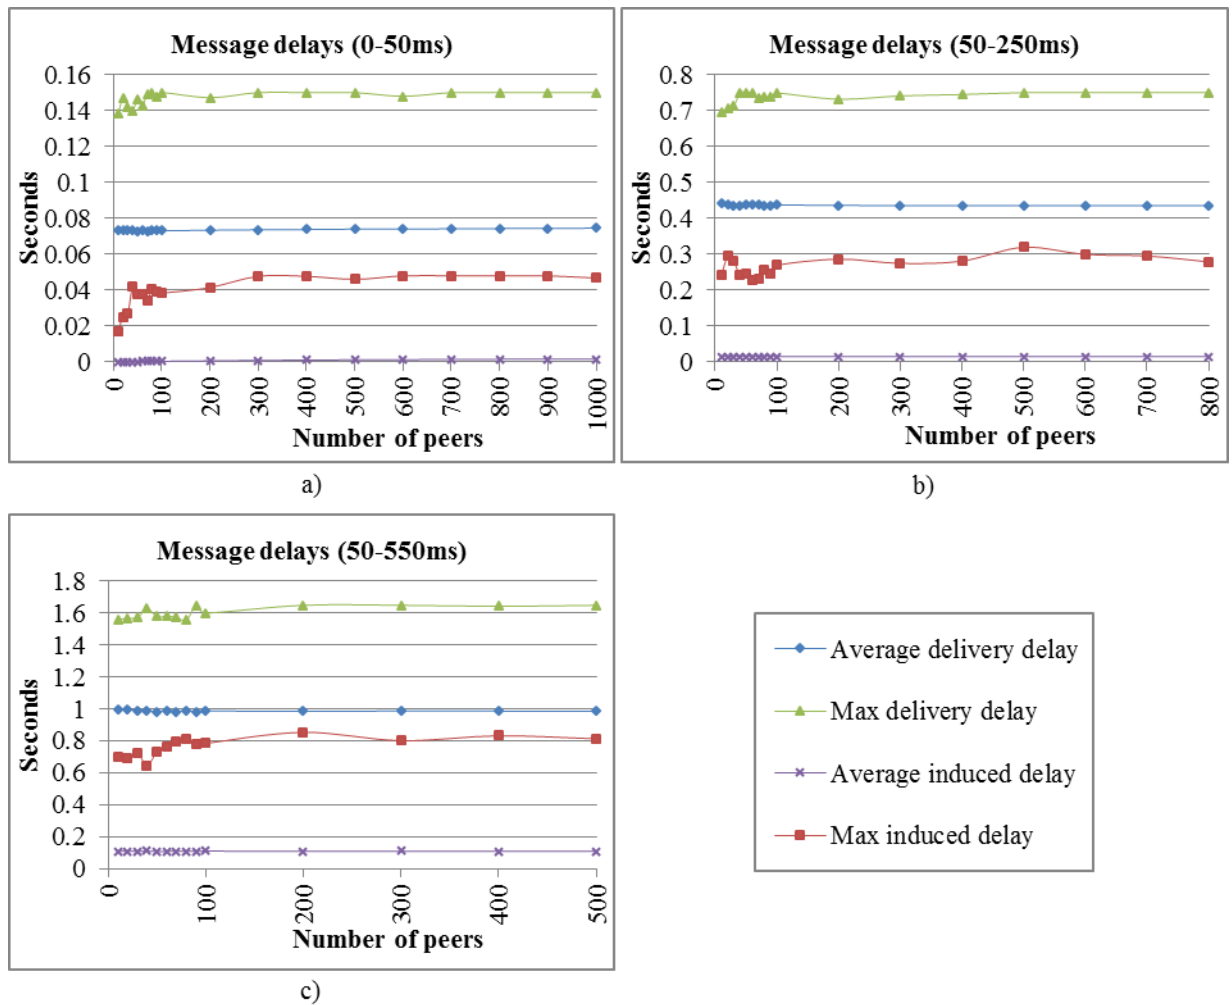 Message delays (0-50ms)
0.16
0.14
0.12
0.1
0.08
0.06
0.04
0.02
0
Seconds
0 100 200 300 400 500 600 700 800 900 1000
Number of peers
a)
Message delays (50-250ms)
0.8
0.7
0.6
0.5
0.4
0.3
0.2
0.1
0
Seconds
0 100 200 300 400 500 600 700 800
Number of peers
b)
Message delays (50-550ms)
1.8
1.6
1.4
1.2
1
0.8
0.6
0.4
0.2
0
Seconds
0 100 200 300 400 500
Number of peers
c)
Average delivery delay
Max delivery delay
Average induced delay
Max induced delay